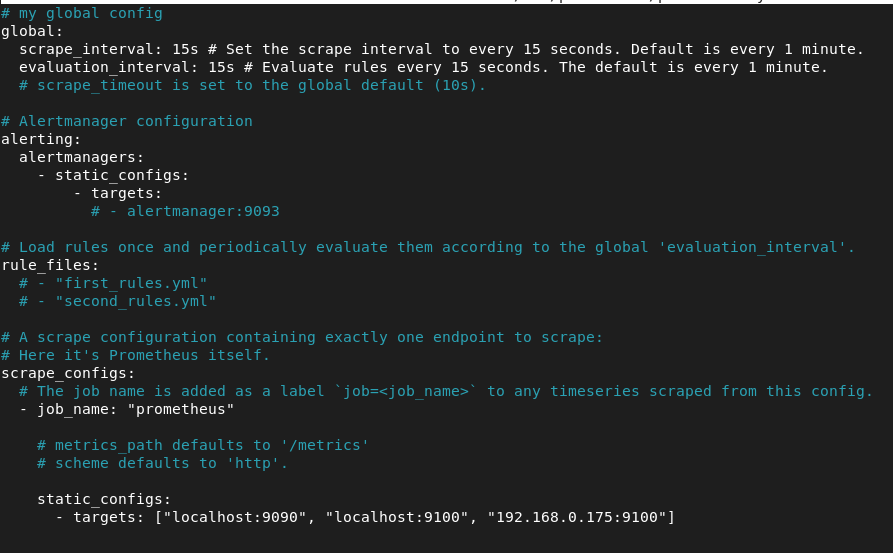 # my global config
global:
  scrape_interval: 15s # Set the scrape interval to every 15 seconds. Default is every 1 minute.
  evaluation_interval: 15s # Evaluate rules every 15 seconds. The default is every 1 minute.
  # scrape_timeout is set to the global default (10s).

# Alertmanager configuration
alerting:
  alertmanagers:
    - static_configs:
        - targets:
          # - alertmanager:9093

# Load rules once and periodically evaluate them according to the global 'evaluation_interval'.
rule_files:
  # - "first_rules.yml"
  # - "second_rules.yml"

# A scrape configuration containing exactly one endpoint to scrape:
# Here it's Prometheus itself.
scrape_configs:
  # The job name is added as a label `job=<job_name>` to any timeseries scraped from this config.
  - job_name: "prometheus"

    # metrics_path defaults to '/metrics'
    # scheme defaults to 'http'.

    static_configs:
      - targets: ["localhost:9090", "localhost:9100", "192.168.0.175:9100"]